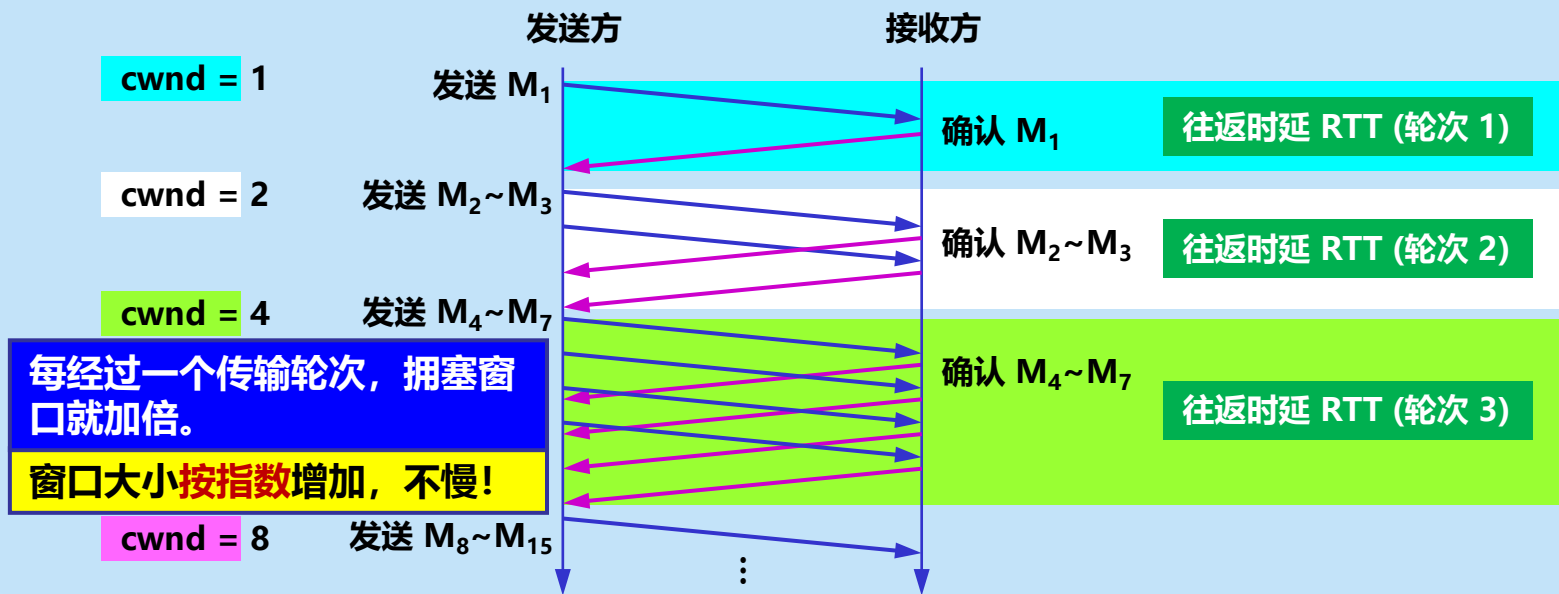 发送方 接收方
cwnd = 1 发送 M₁
确认 M₁ 往返时延 RTT (轮次 1)
cwnd = 2 发送 M₂~M₃
确认 M₂~M₃ 往返时延 RTT (轮次 2)
cwnd = 4 发送 M₄~M₇
确认 M₄~M₇ 往返时延 RTT (轮次 3)
每经过一个传输轮次，拥塞窗
口就加倍。
窗口大小按指数增加，不慢！
cwnd = 8 发送 M₈~M₁₅
...